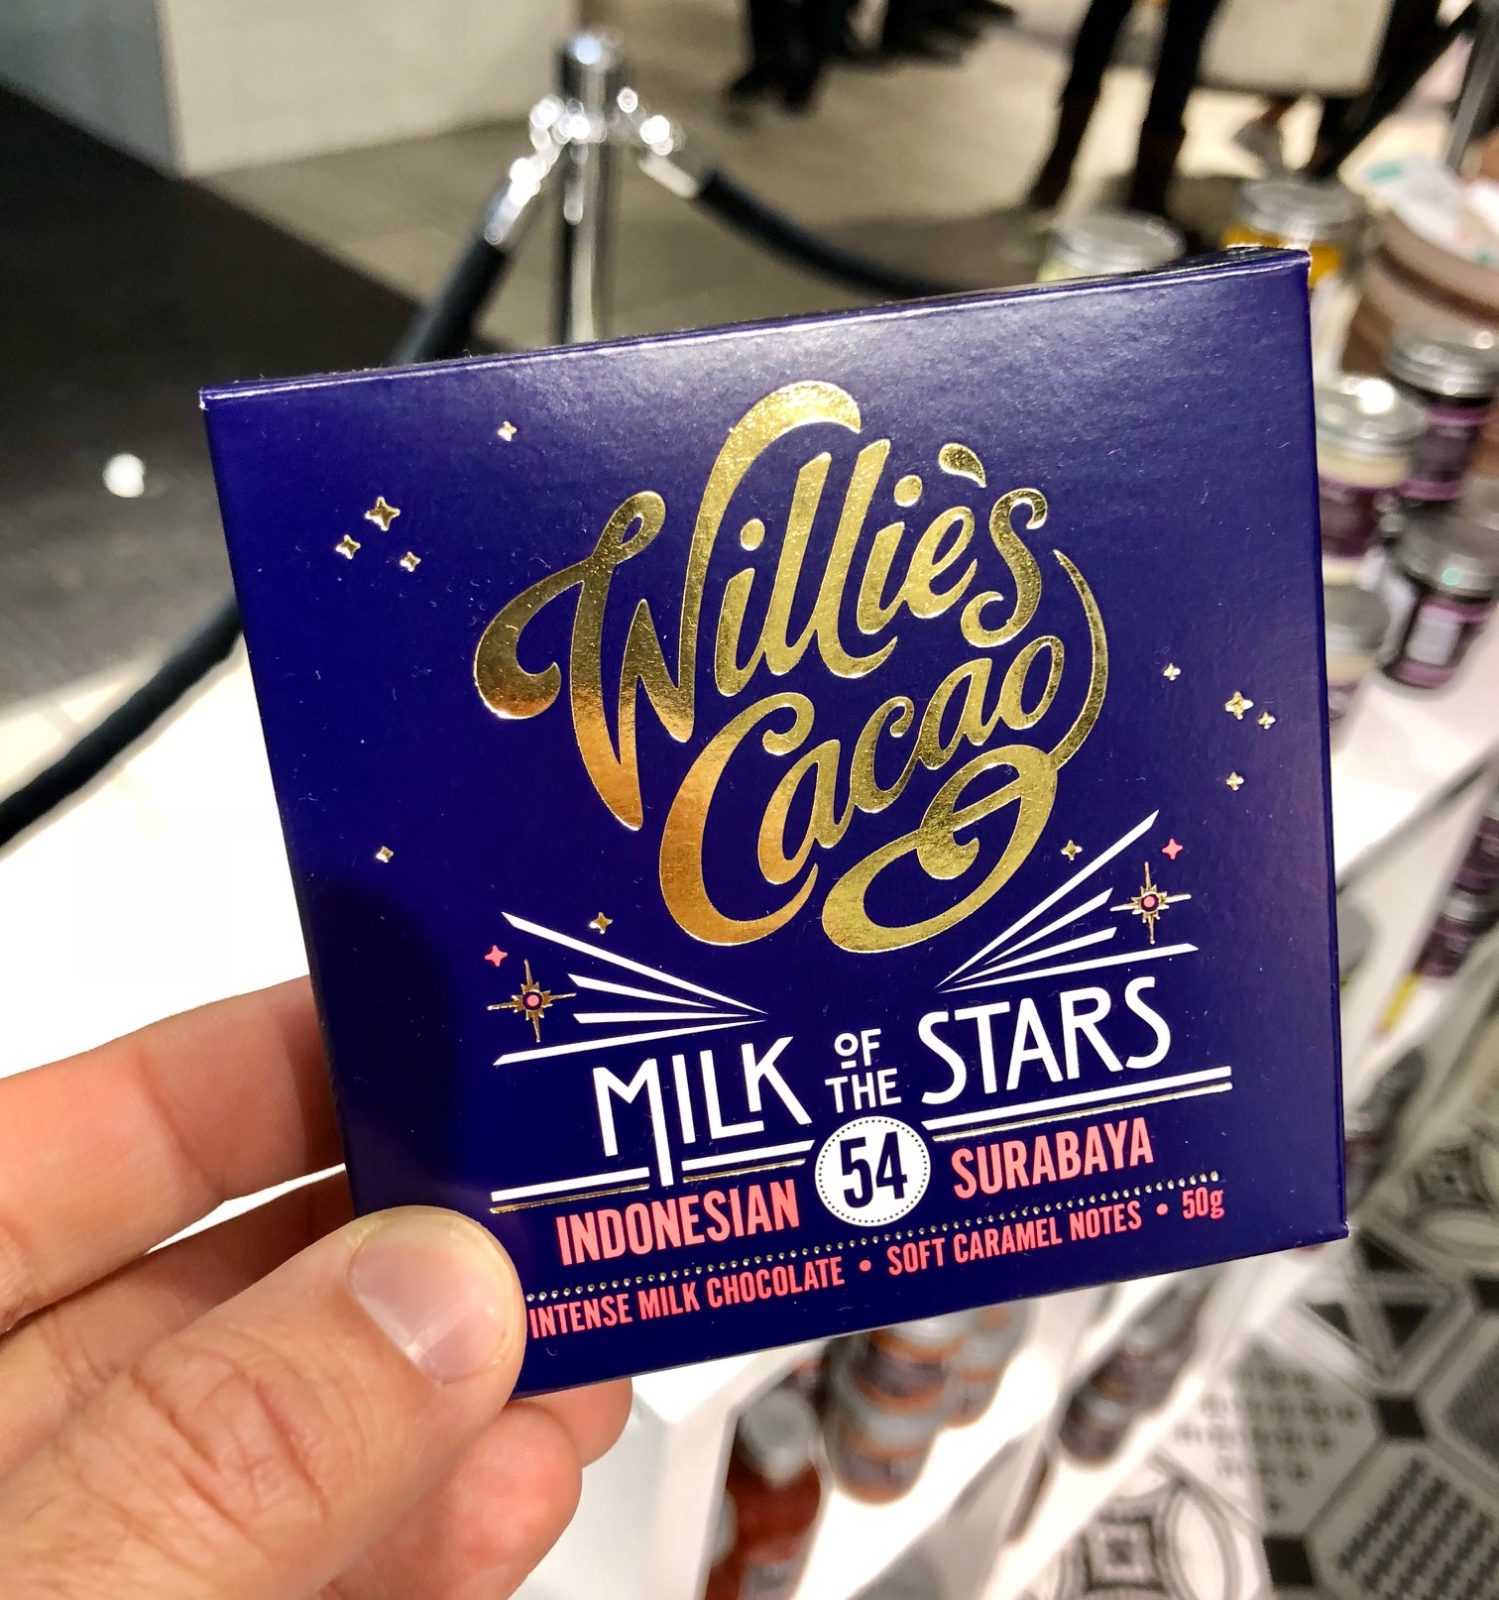 Willie's
Cacao
MILK OF THE STARS
INDONESIAN 54 SURABAYA
INTENSE MILK CHOCOLATE • SOFT CARAMEL NOTES • 50g